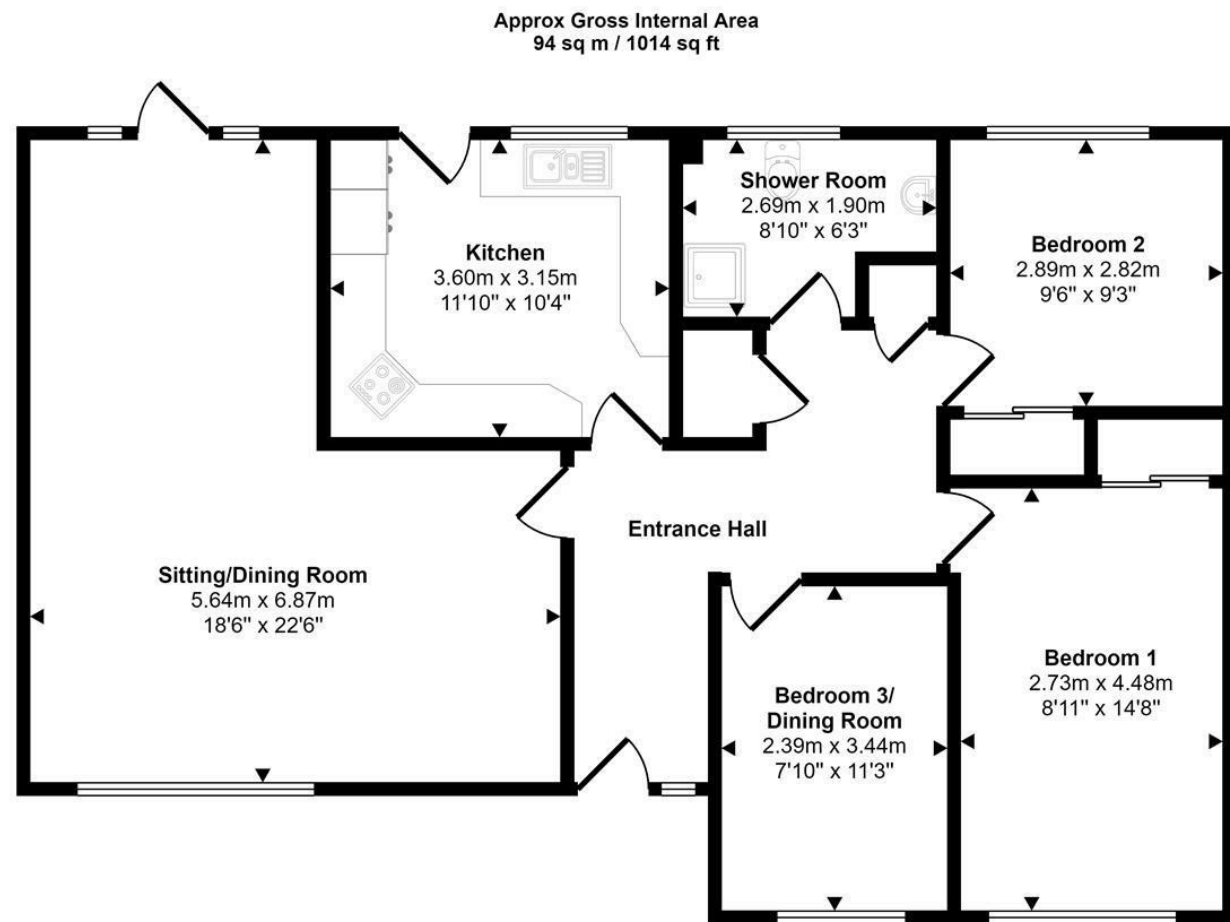 Approx Gross Internal Area
94 sq m / 1014 sq ft
Shower Room
2.69m x 1.90m
8'10" x 6'3"
Kitchen
3.60m x 3.15m
11'10" x 10'4"
Bedroom 2
2.89m x 2.82m
9'6" x 9'3"
Entrance Hall
Sitting/Dining Room
5.64m x 6.87m
18'6" x 22'6"
Bedroom 1
2.73m x 4.48m
8'11" x 14'8"
Bedroom 3/
Dining Room
2.39m x 3.44m
7'10" x 11'3"